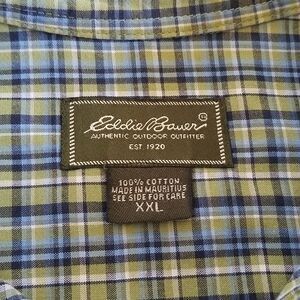 Eddie Bauer
AUTHENTIC OUTDOOR OUTFITTER
EST. 1920
100% COTTON
MADE IN MAURITIUS
SEE SIDE FOR CARE
XXL